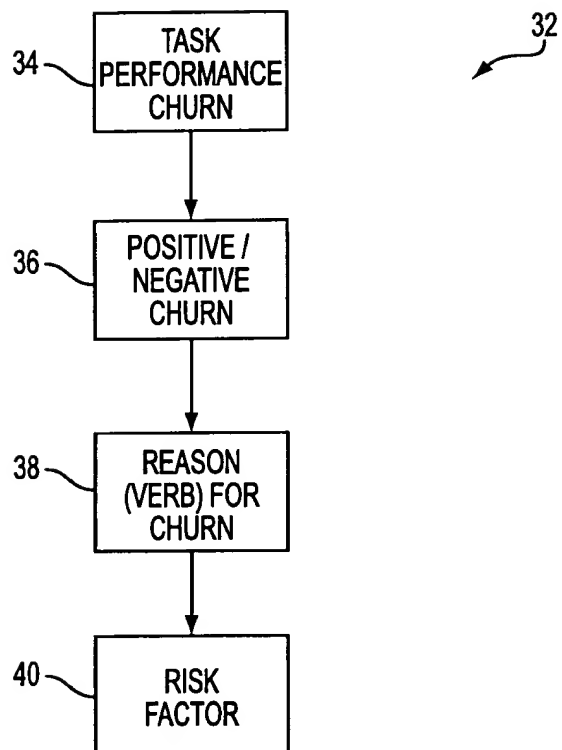 32
34
TASK
PERFORMANCE
CHURN
36
POSITIVE /
NEGATIVE
CHURN
38
REASON
(VERB) FOR
CHURN
40
RISK
FACTOR